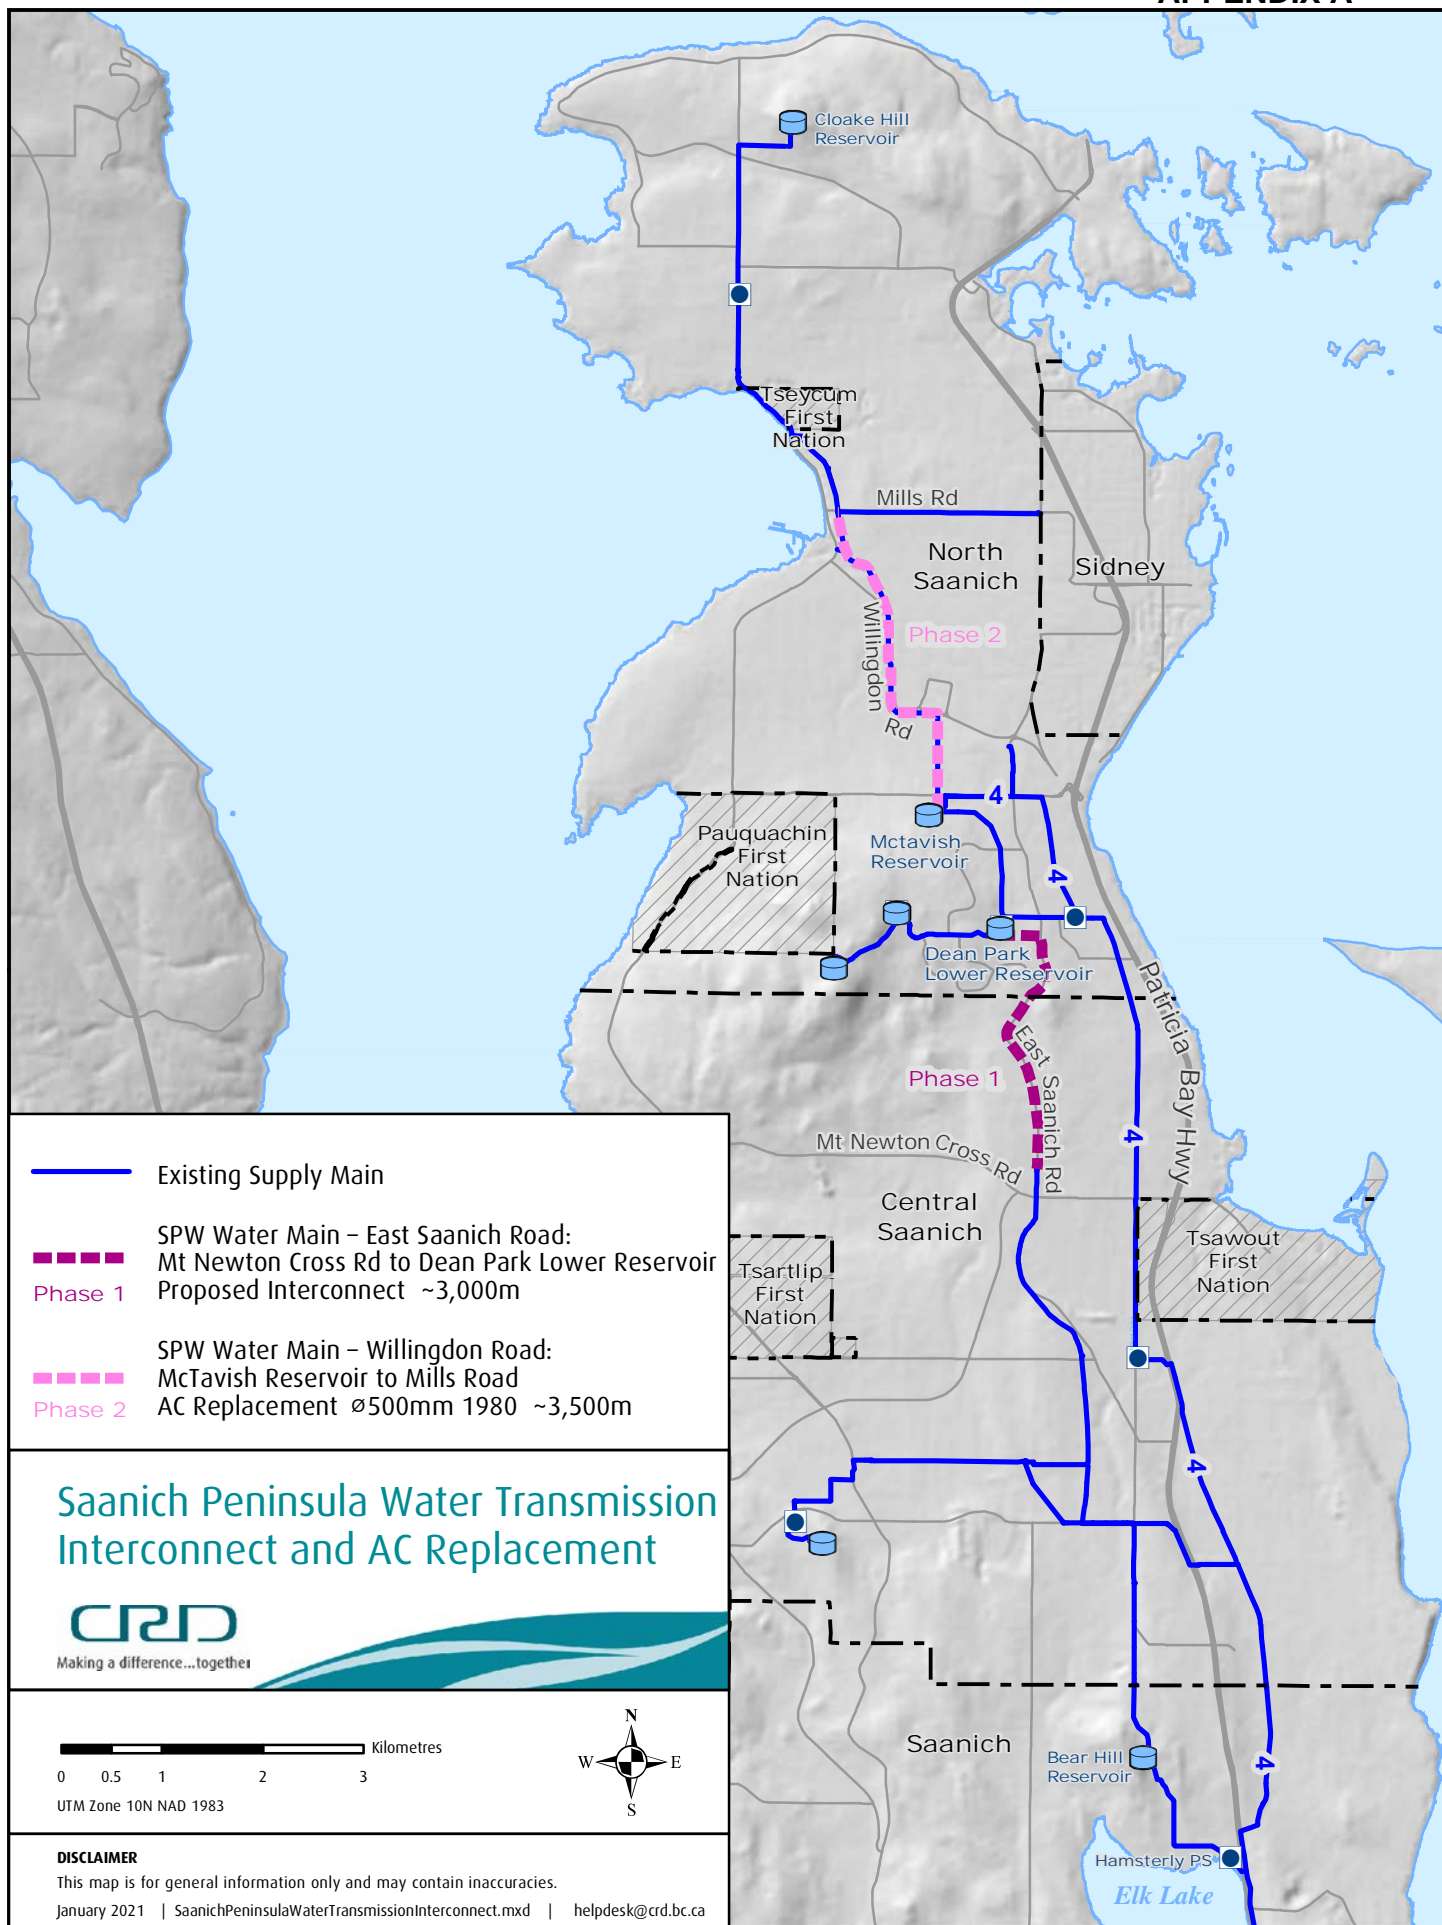 APPENDIX A
Cloake Hill
Reservoir
Tseycum
First
Nation
Mills Rd
North
Saanich
Sidney
Willingdon
Rd
Phase 2
4
Mctavish
Reservoir
Pauquachin
First
Nation
4
Dean Park
Lower Reservoir
Patricia Bay Hwy
East Saanich Rd
Phase 1
4
Mt Newton Cross Rd
Central
Saanich
Tsawout
First
Nation
Tsartlip
First
Nation
4
Saanich
Bear Hill
Reservoir
4
Hamsterly PS
Elk Lake
Existing Supply Main
SPW Water Main – East Saanich Road:
Mt Newton Cross Rd to Dean Park Lower Reservoir
Phase 1 Proposed Interconnect ~3,000m
SPW Water Main – Willingdon Road:
McTavish Reservoir to Mills Road
Phase 2 AC Replacement ⌀500mm 1980 ~3,500m
Saanich Peninsula Water Transmission
Interconnect and AC Replacement
CRD
Making a difference...together
N
W E
S
Kilometres
0 0.5 1 2 3
UTM Zone 10N NAD 1983
DISCLAIMER
This map is for general information only and may contain inaccuracies.
January 2021 | SaanichPeninsulaWaterTransmissionInterconnect.mxd | helpdesk@crd.bc.ca